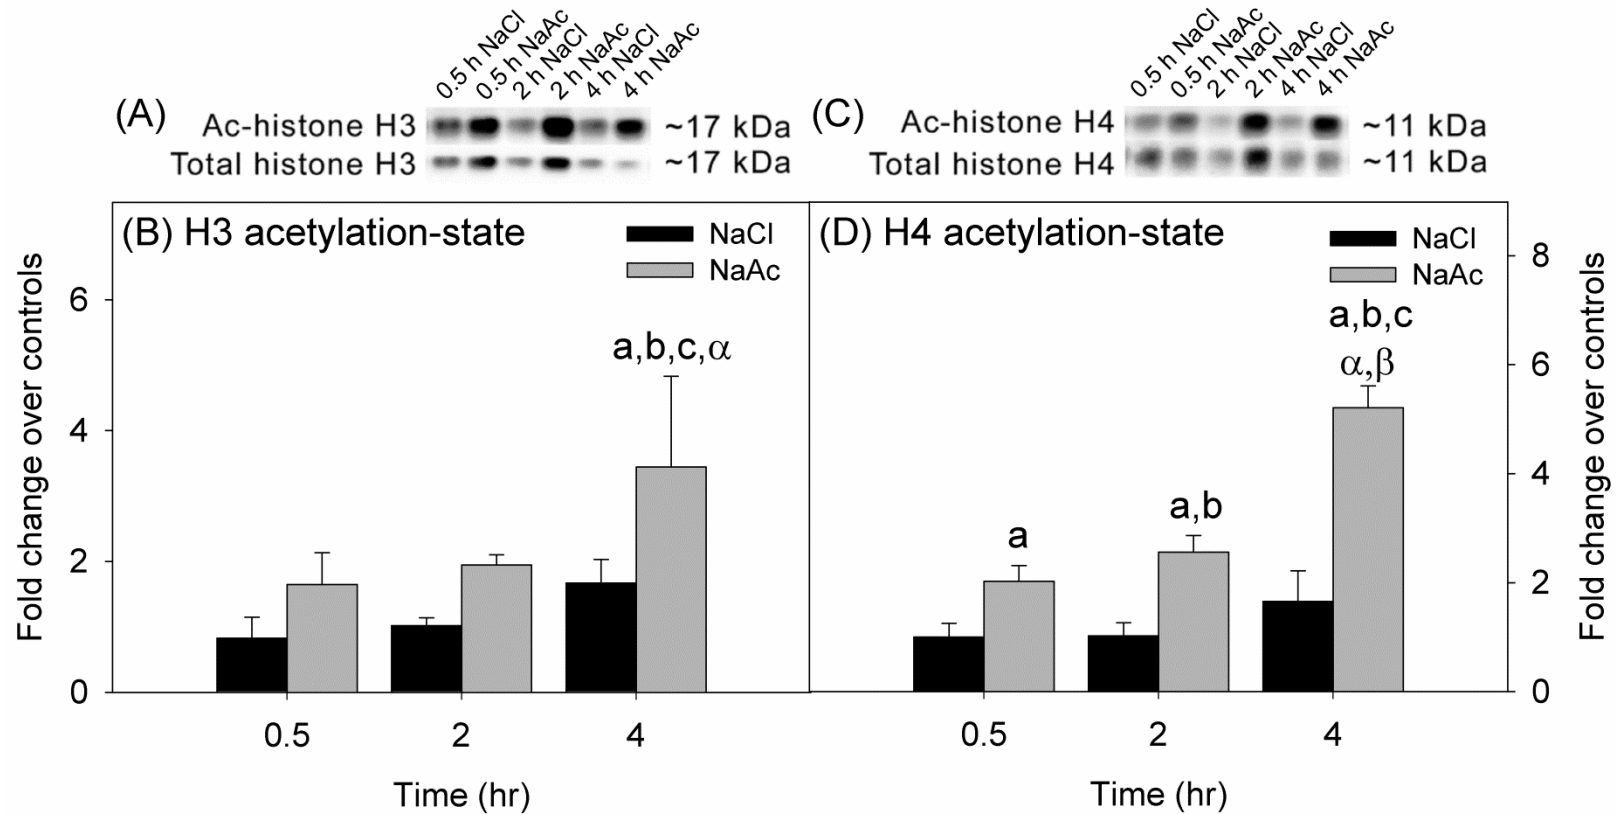 0.5 h NaCl
0.5 h NaAc
2 h NaCl
2 h NaAc
4 h NaCl
4 h NaAc
(A)
Ac-histone H3 ~17 kDa
Total histone H3 ~17 kDa
0.5 h NaCl
0.5 h NaAc
2 h NaCl
2 h NaAc
4 h NaCl
4 h NaAc
(C)
Ac-histone H4 ~11 kDa
Total histone H4 ~11 kDa
(B) H3 acetylation-state
NaCl
NaAc
Fold change over controls
6
4
2
0
a,b,c,α
0.5 2 4
Time (hr)
(D) H4 acetylation-state
NaCl
NaAc
a
a,b
a,b,c
α,β
8
6
4
2
0
Fold change over controls
0.5 2 4
Time (hr)